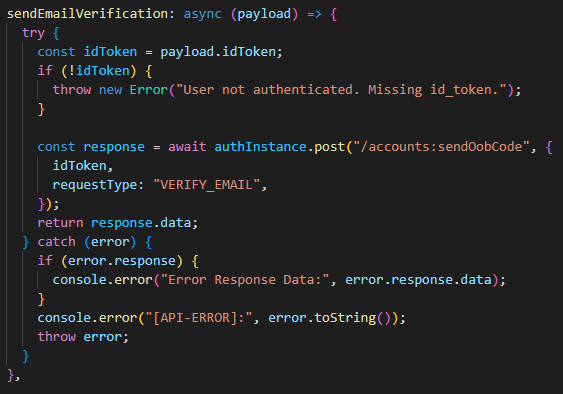 sendEmailVerification: async (payload) => {
  try {
    const idToken = payload.idToken;
    if (!idToken) {
      throw new Error("User not authenticated. Missing id_token.");
    }

    const response = await authInstance.post("/accounts:sendOobCode", {
      idToken,
      requestType: "VERIFY_EMAIL",
    });
    return response.data;
  } catch (error) {
    if (error.response) {
      console.error("Error Response Data:", error.response.data);
    }
    console.error("[API-ERROR]:", error.toString());
    throw error;
  }
},